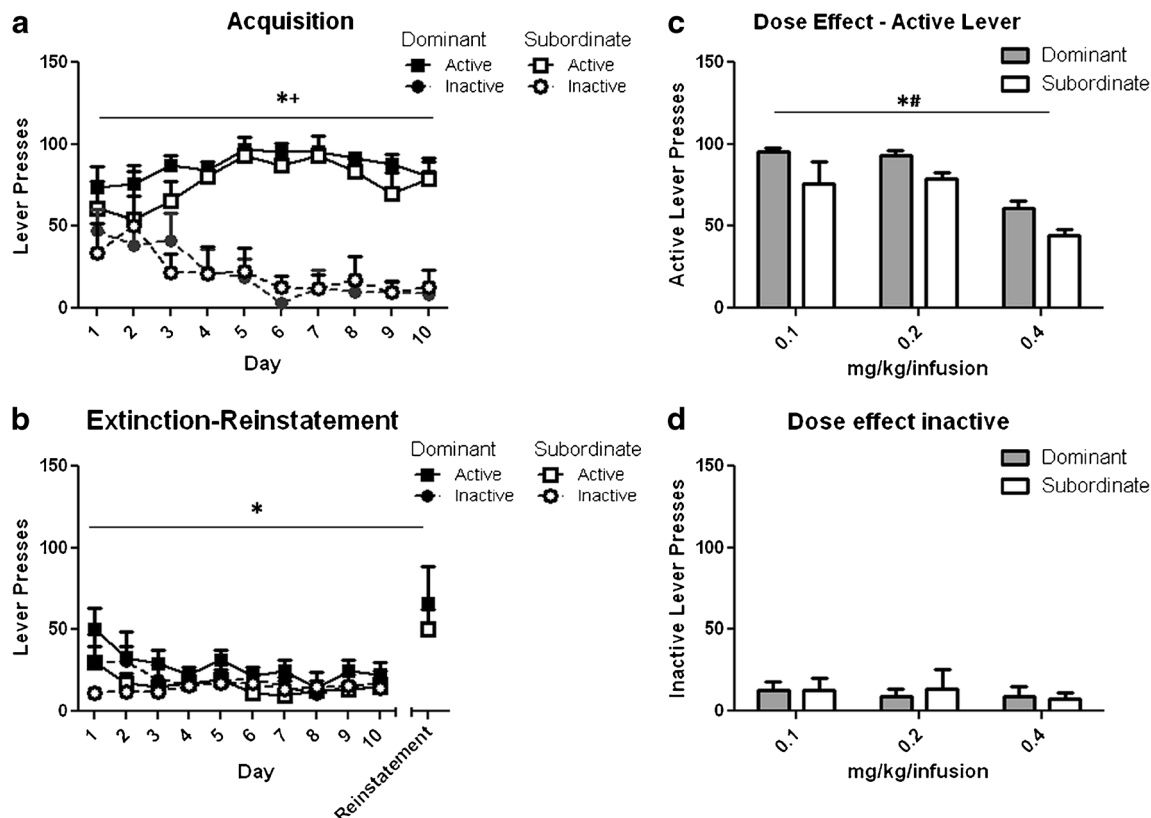 a
Acquisition
Dominant Subordinate
Active Active
Inactive Inactive
*+
150
100
50
0
Lever Presses
1 2 3 4 5 6 7 8 9 10
Day
b
Extinction-Reinstatement
Dominant Subordinate
Active Active
Inactive Inactive
*
150
100
50
0
Lever Presses
1 2 3 4 5 6 7 8 9 10 Reinstatement
Day
c
Dose Effect - Active Lever
Dominant
Subordinate
*#
150
100
50
0
Active Lever Presses
0.1 0.2 0.4
mg/kg/infusion
d
Dose effect inactive
Dominant
Subordinate
150
100
50
0
Inactive Lever Presses
0.1 0.2 0.4
mg/kg/infusion